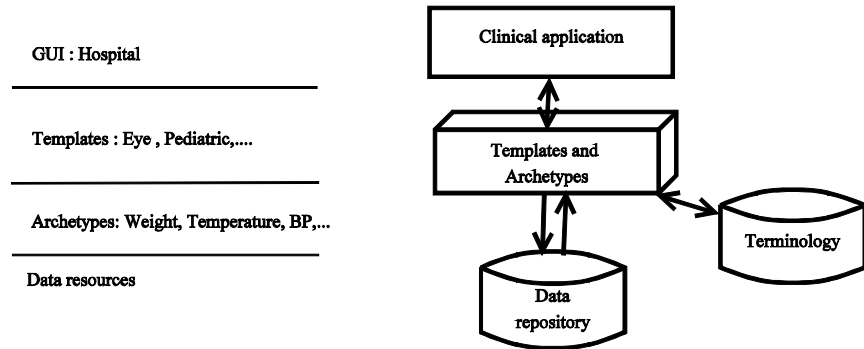 GUI : Hospital
Templates : Eye , Pediatric,....
Archetypes: Weight, Temperature, BP,...
Data resources
Clinical application
Templates and
Archetypes
Terminology
Data
repository